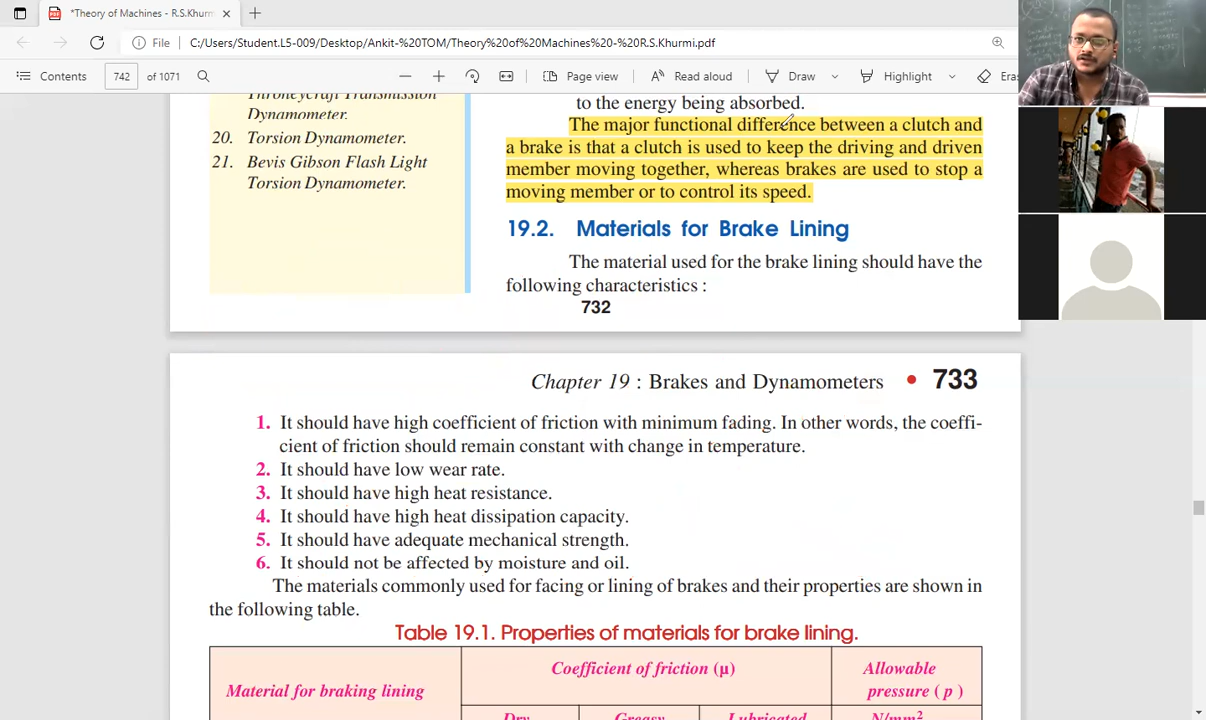 *Theory of Machines - R.S.Khurm
File
C:/Users/Student.L5-009/Desktop/Ankit-%20TOM/Theory%20of%20Machines%20-%20R.S.Khurmi.pdf
Contents
742 of 1071
Page view
Read aloud
Draw
Highlight
Eras
Dynamometer.
20. Torsion Dynamometer.
21. Bevis Gibson Flash Light
Torsion Dynamometer.
to the energy being absorbed.
The major functional difference between a clutch and
a brake is that a clutch is used to keep the driving and driven
member moving together, whereas brakes are used to stop a
moving member or to control its speed.
19.2. Materials for Brake Lining
The material used for the brake lining should have the
following characteristics :
732
Chapter 19 : Brakes and Dynamometers • 733
1. It should have high coefficient of friction with minimum fading. In other words, the coeffi-
cient of friction should remain constant with change in temperature.
2. It should have low wear rate.
3. It should have high heat resistance.
4. It should have high heat dissipation capacity.
5. It should have adequate mechanical strength.
6. It should not be affected by moisture and oil.
The materials commonly used for facing or lining of brakes and their properties are shown in
the following table.
Table 19.1. Properties of materials for brake lining.
Material for braking lining
Coefficient of friction (µ)
Allowable
pressure ( p )
Dry
Greasy
Lubricated
N/mm²